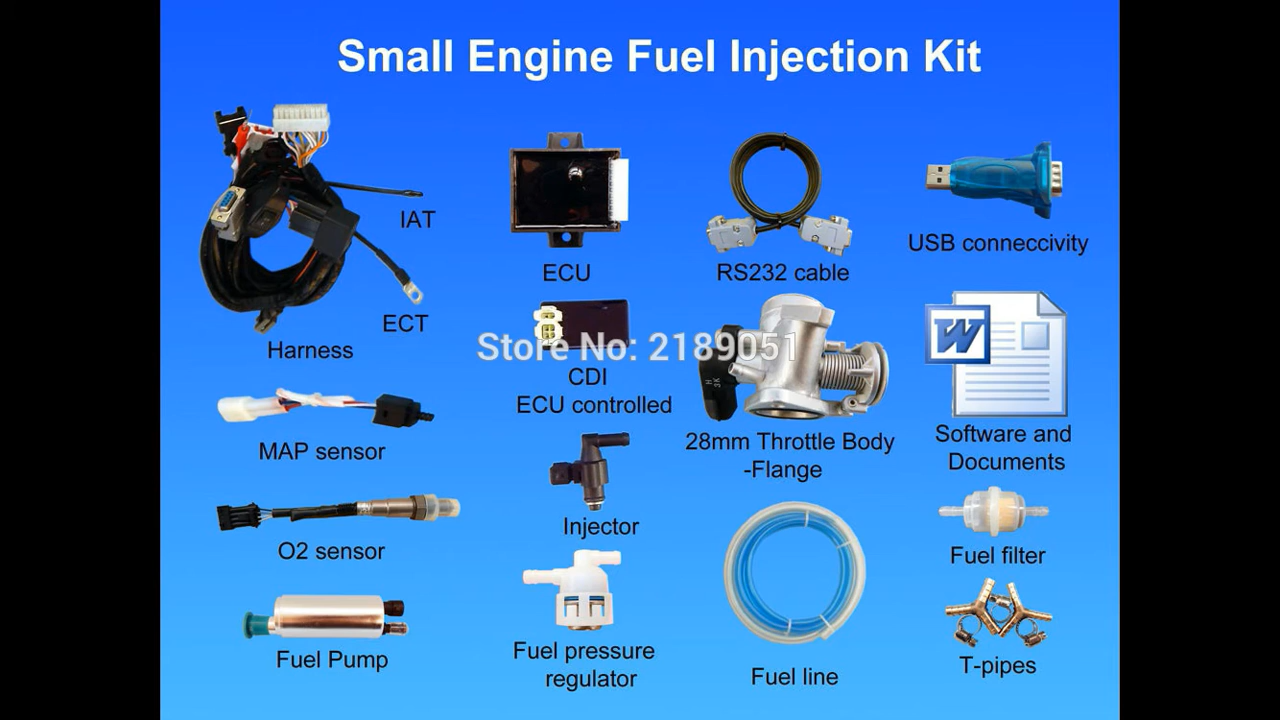 Small Engine Fuel Injection Kit
IAT
ECT
Harness
ECU
RS232 cable
USB conneccivity
Store No: 2189051
CDI
ECU controlled
28mm Throttle Body
-Flange
W
Software and
Documents
MAP sensor
O2 sensor
Injector
Fuel filter
Fuel Pump
Fuel pressure
regulator
Fuel line
T-pipes
H
3K